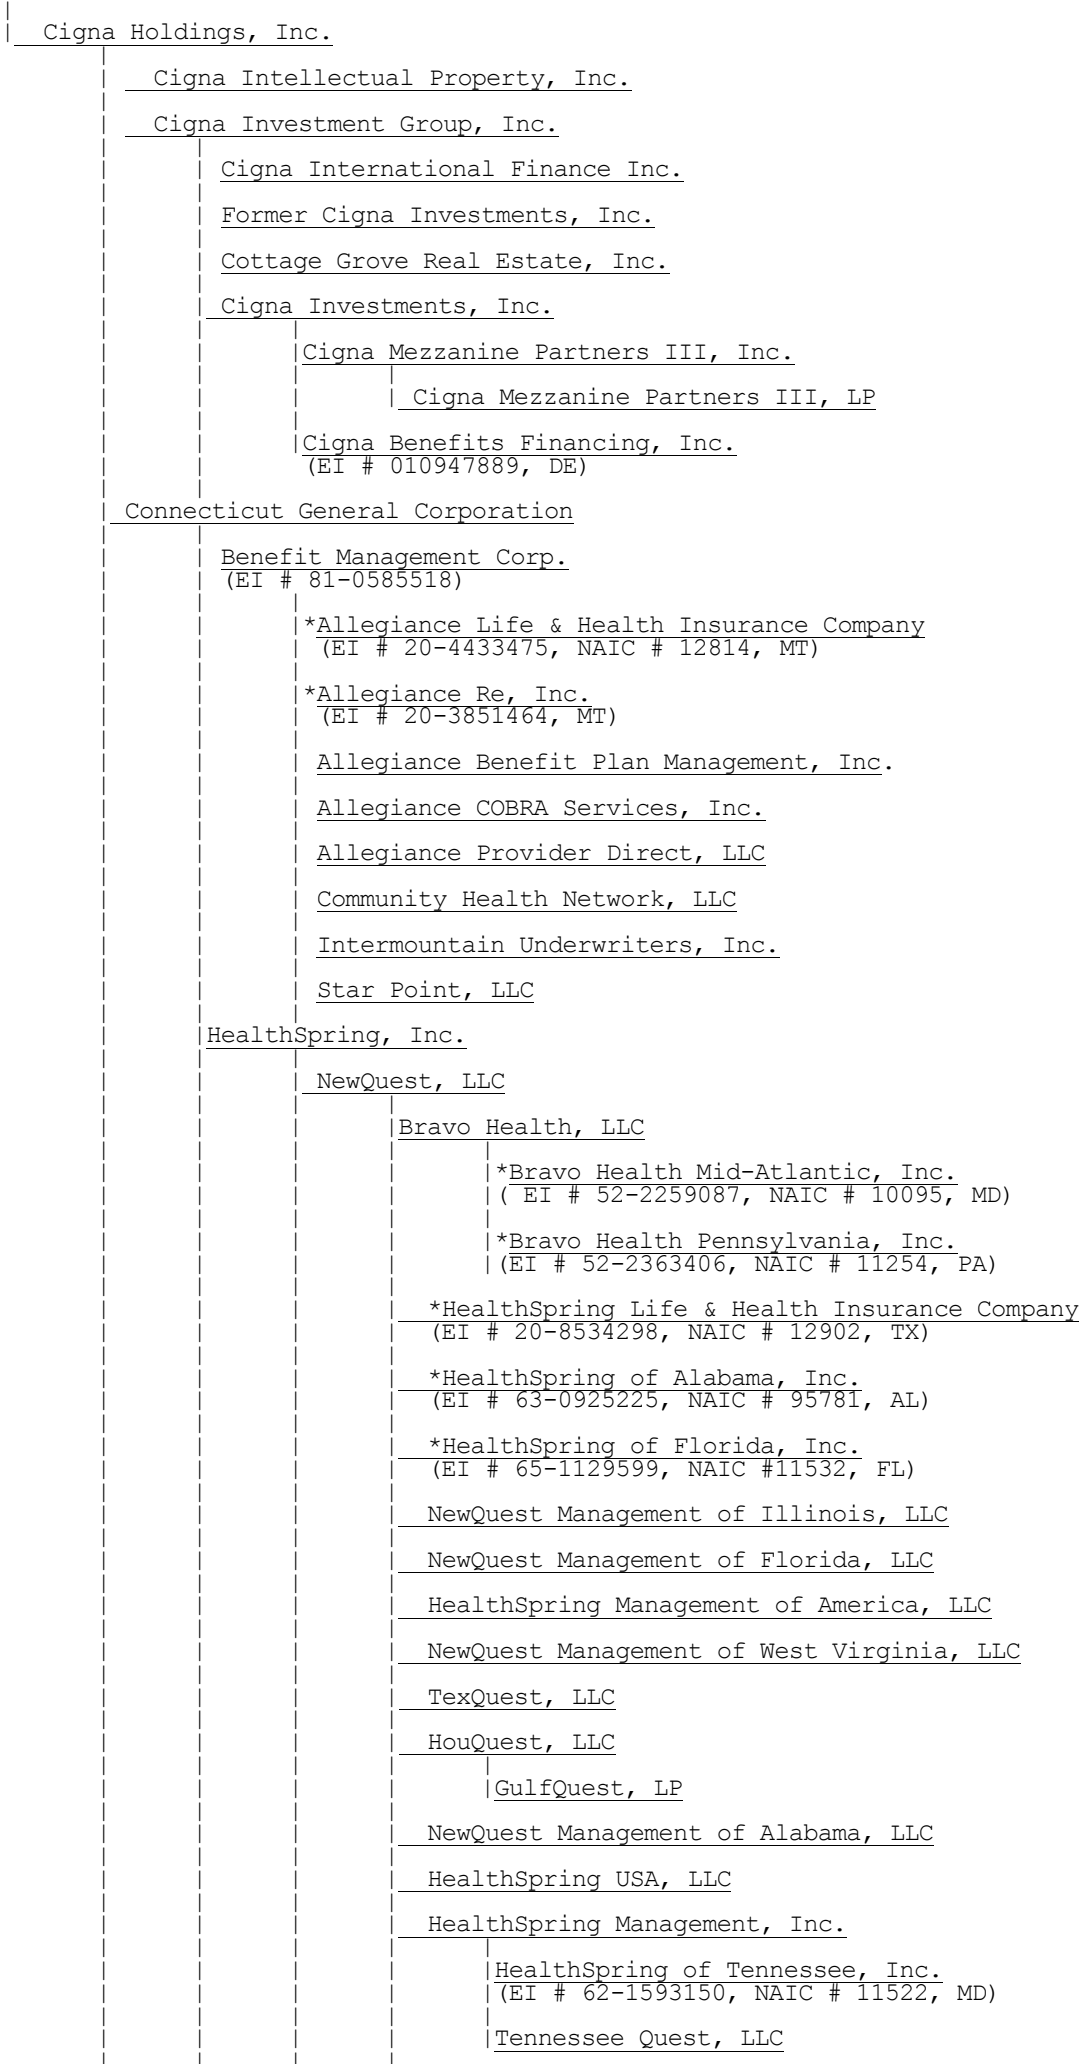 Cigna Holdings, Inc.
Cigna Intellectual Property, Inc.
Cigna Investment Group, Inc.
Cigna International Finance Inc.
Former Cigna Investments, Inc.
Cottage Grove Real Estate, Inc.
Cigna Investments, Inc.
Cigna Mezzanine Partners III, Inc.
Cigna Mezzanine Partners III, LP
Cigna Benefits Financing, Inc.
(EI # 010947889, DE)
Connecticut General Corporation
Benefit Management Corp.
(EI # 81-0585518)
*Allegiance Life & Health Insurance Company
(EI # 20-4433475, NAIC # 12814, MT)
*Allegiance Re, Inc.
(EI # 20-3851464, MT)
Allegiance Benefit Plan Management, Inc.
Allegiance COBRA Services, Inc.
Allegiance Provider Direct, LLC
Community Health Network, LLC
Intermountain Underwriters, Inc.
Star Point, LLC
HealthSpring, Inc.
NewQuest, LLC
Bravo Health, LLC
*Bravo Health Mid-Atlantic, Inc.
( EI # 52-2259087, NAIC # 10095, MD)
*Bravo Health Pennsylvania, Inc.
(EI # 52-2363406, NAIC # 11254, PA)
*HealthSpring Life & Health Insurance Company
(EI # 20-8534298, NAIC # 12902, TX)
*HealthSpring of Alabama, Inc.
(EI # 63-0925225, NAIC # 95781, AL)
*HealthSpring of Florida, Inc.
(EI # 65-1129599, NAIC #11532, FL)
NewQuest Management of Illinois, LLC
NewQuest Management of Florida, LLC
HealthSpring Management of America, LLC
NewQuest Management of West Virginia, LLC
TexQuest, LLC
HouQuest, LLC
GulfQuest, LP
NewQuest Management of Alabama, LLC
HealthSpring USA, LLC
HealthSpring Management, Inc.
HealthSpring of Tennessee, Inc.
(EI # 62-1593150, NAIC # 11522, MD)
Tennessee Quest, LLC